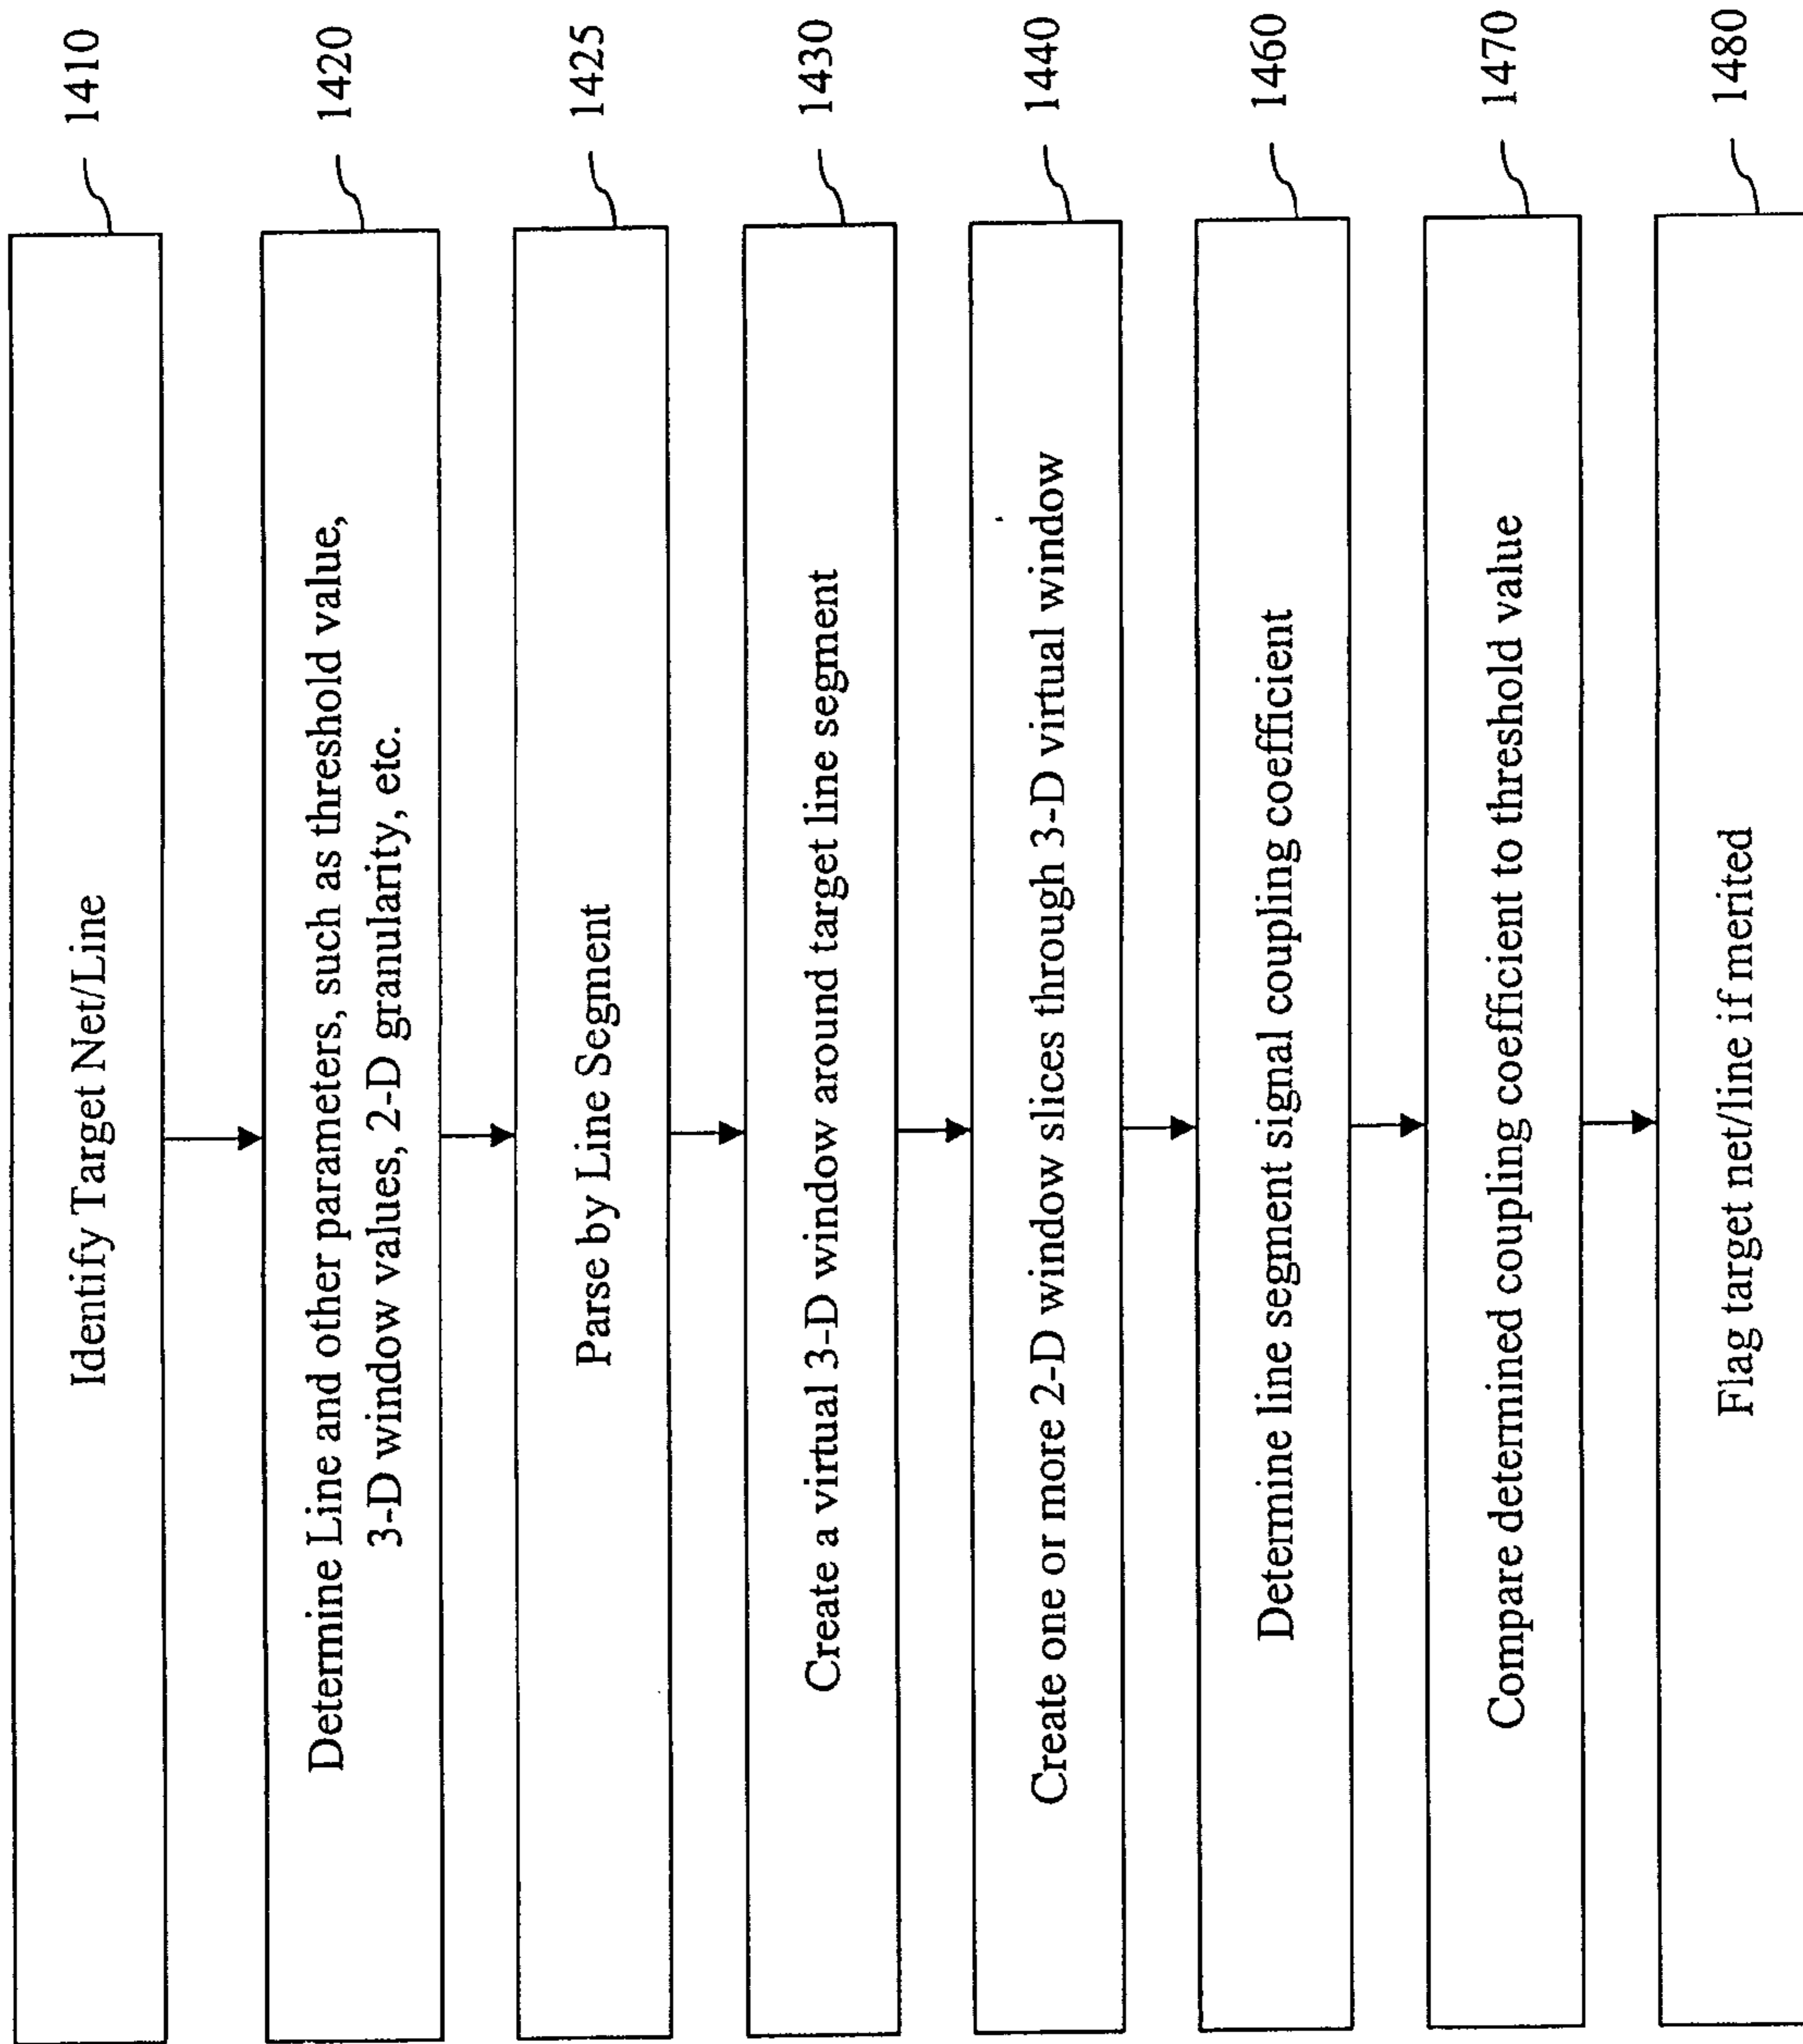 Identify Target Net/Line
1410
Determine Line and other parameters, such as threshold value,
3-D window values, 2-D granularity, etc.
1420
Parse by Line Segment
1425
Create a virtual 3-D window around target line segment
1430
Create one or more 2-D window slices through 3-D virtual window
1440
Determine line segment signal coupling coefficient
1460
Compare determined coupling coefficient to threshold value
1470
Flag target net/line if merited
1480